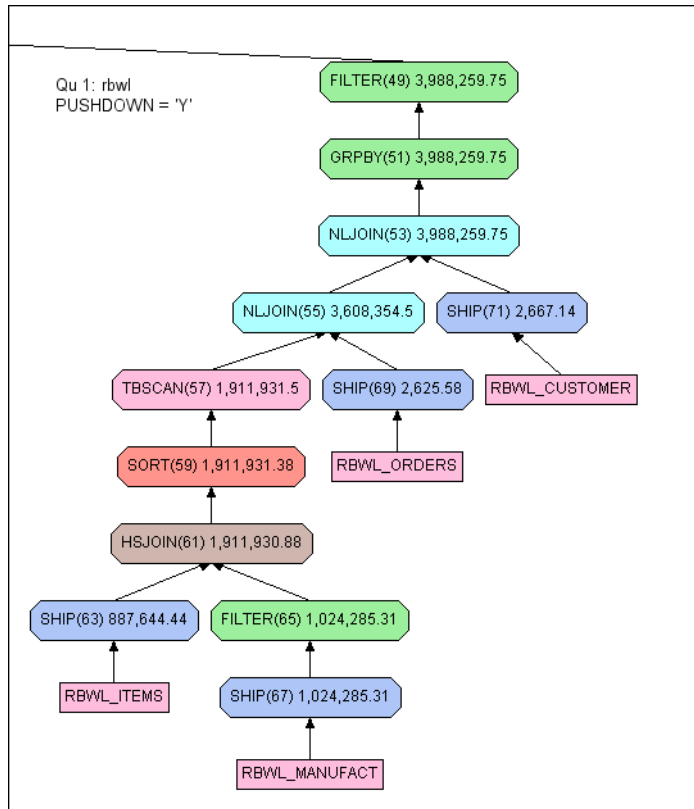 FILTER(49) 3,988,259.75
Qu 1: rbwl
PUSHDOWN = 'Y'
GRPBY(51) 3,988,259.75
NLJOIN(53) 3,988,259.75
NLJOIN(55) 3,608,354.5
SHIP(71) 2,667.14
TBSCAN(57) 1,911,931.5
SHIP(69) 2,625.58
RBWL_CUSTOMER
SORT(59) 1,911,931.38
RBWL_ORDERS
HSJOIN(61) 1,911,930.88
SHIP(63) 887,644.44
FILTER(65) 1,024,285.31
RBWL_ITEMS
SHIP(67) 1,024,285.31
RBWL_MANUFACT